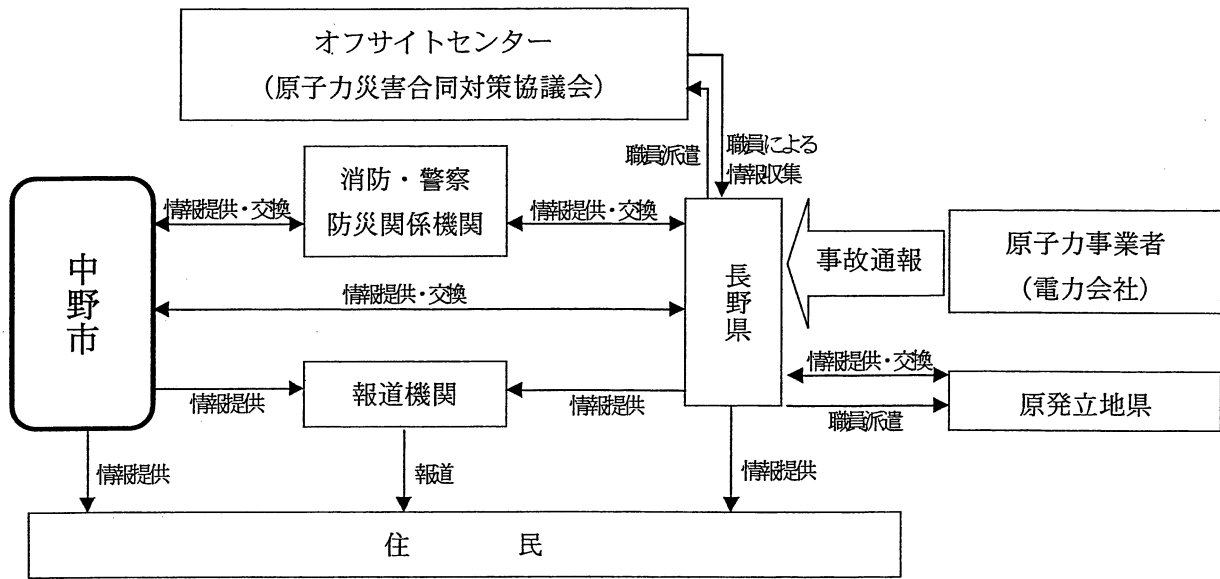 オフサイトセンター
（原子力災害合同対策協議会）
職員派遣
職員による
情報収集
消防・警察
防災関係機関
情報提供・交換
情報提供・交換
中野市
長野県
事故通報
原子力事業者
（電力会社）
情報提供・交換
情報提供・交換
報道機関
情報提供
情報提供
職員派遣
原発立地県
情報提供
報道
情報提供
住民